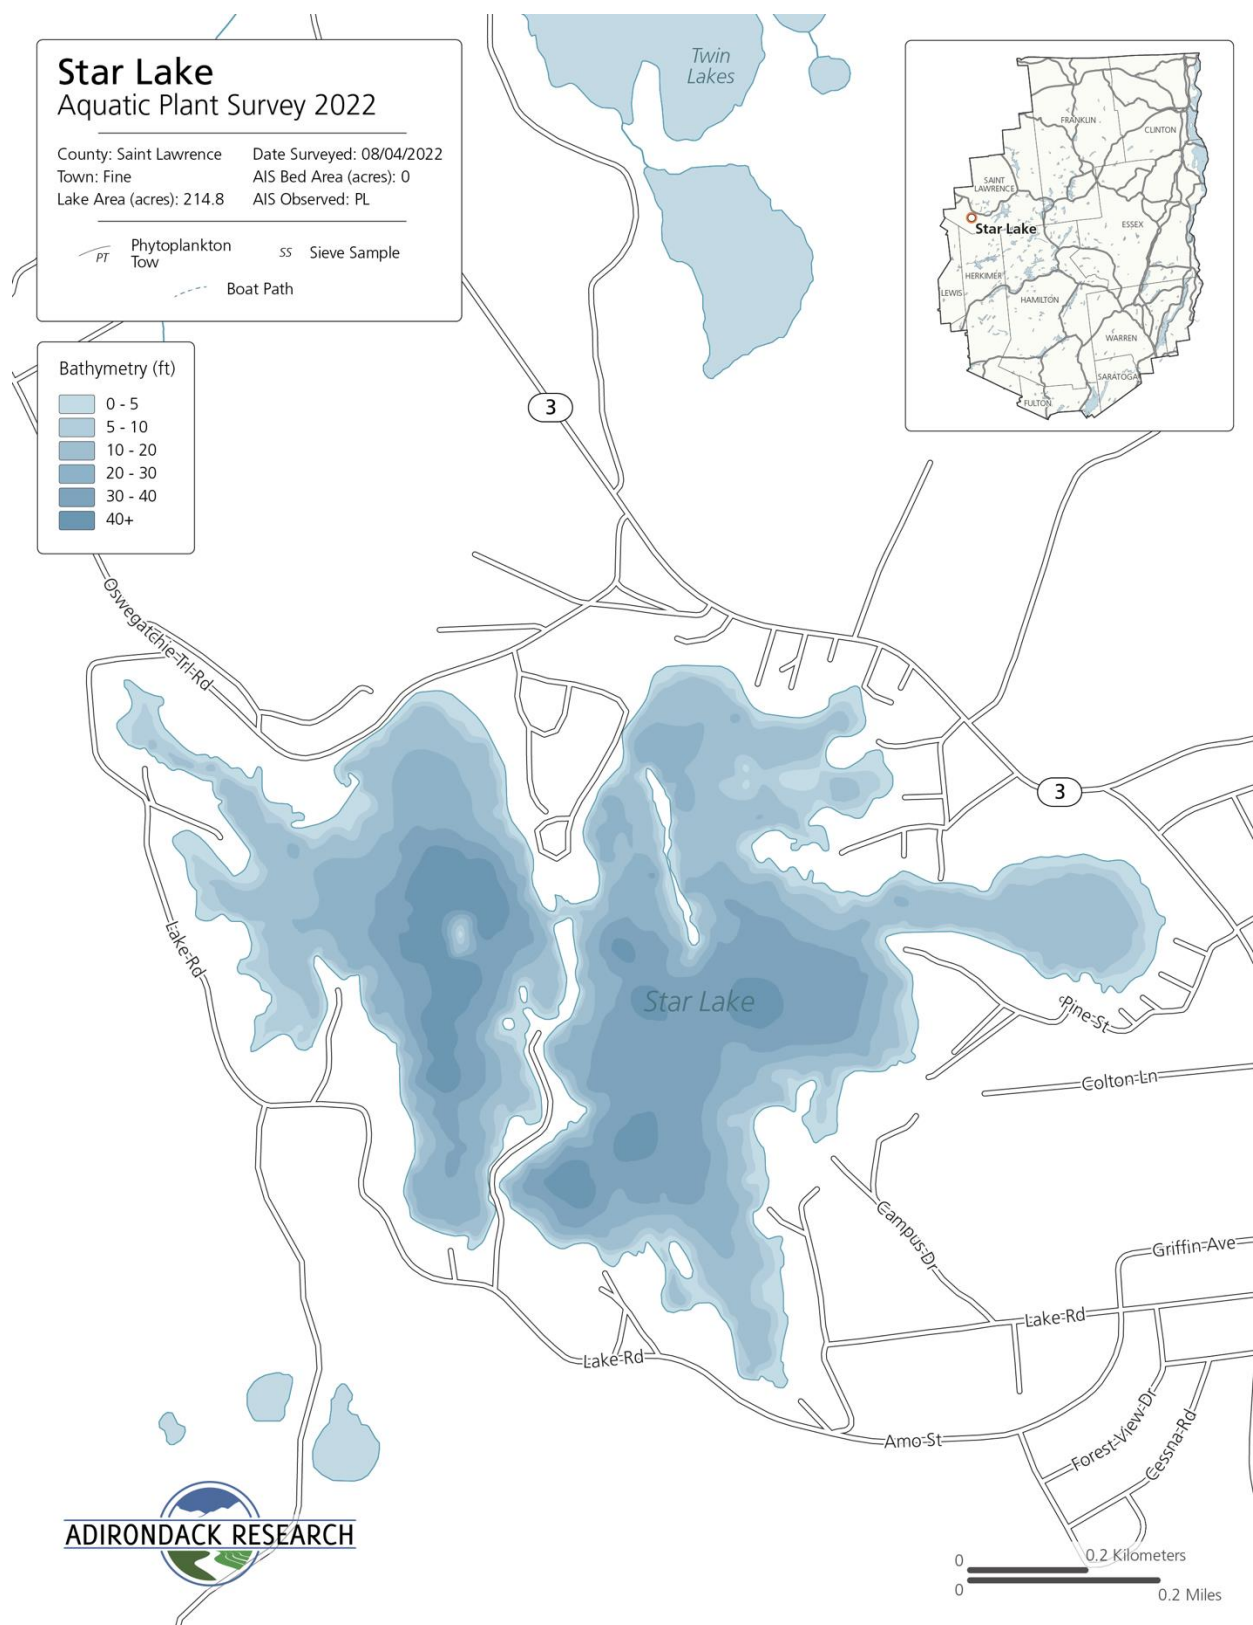 Star Lake
Aquatic Plant Survey 2022
County: Saint Lawrence
Town: Fine
Lake Area (acres): 214.8
Date Surveyed: 08/04/2022
AIS Bed Area (acres): 0
AIS Observed: PL
PT
Phytoplankton
Tow
SS
Sieve Sample
Boat Path
Bathymetry (ft)
0 - 5
5 - 10
10 - 20
20 - 30
30 - 40
40+
Twin
Lakes
FRANKLIN
CLINTON
SAINT
LAWRENCE
Star Lake
ESSEX
HERKIMER
LEWIS
HAMILTON
WARREN
SARATOGA
FULTON
3
Oswegatchie Trl Rd
3
Lake Rd
Star Lake
Pine St
Colton Ln
Campus Dr
Griffin Ave
Lake Rd
Lake Rd
Amo St
Forest View Dr
Cessna Rd
ADIRONDACK RESEARCH
0
0.2 Kilometers
0
0.2 Miles